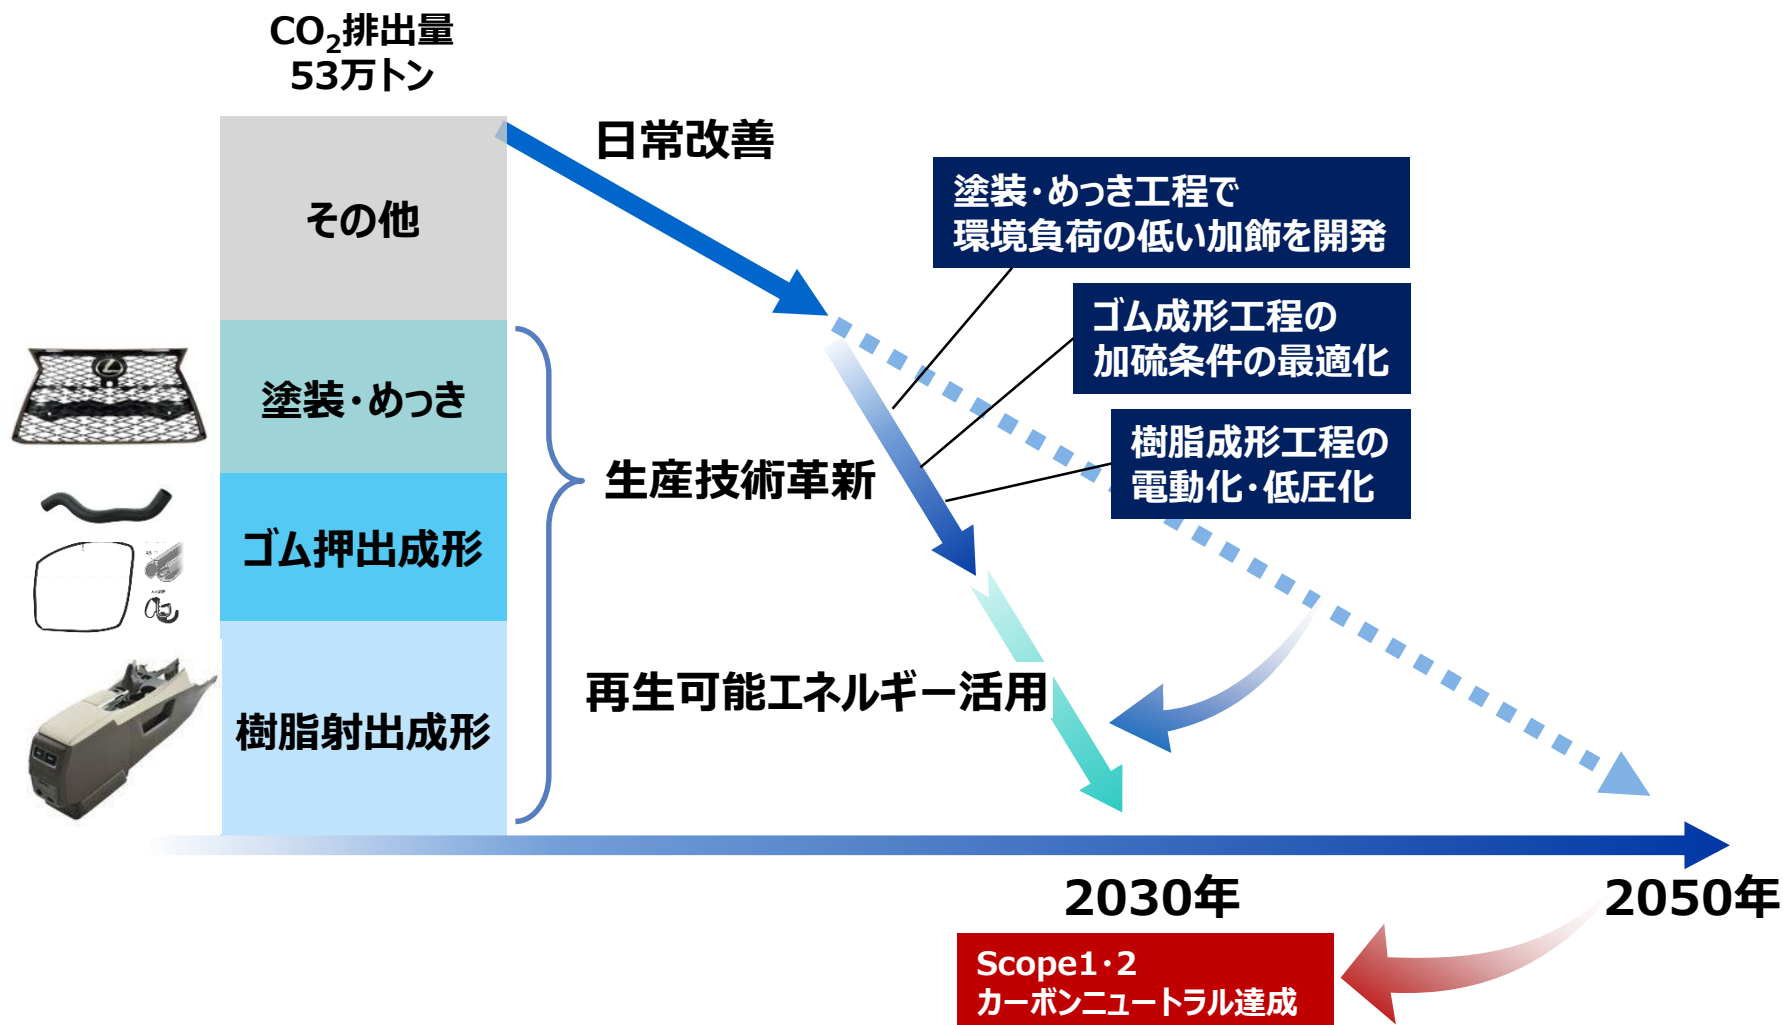 CO₂排出量
53万トン
日常改善
その他
塗装・めっき工程で
環境負荷の低い加飾を開発
ゴム成形工程の
加硫条件の最適化
塗装・めっき
樹脂成形工程の
電動化・低圧化
生産技術革新
ゴム押出成形
再生可能エネルギー活用
樹脂射出成形
2030年
2050年
Scope1・2
カーボンニュートラル達成